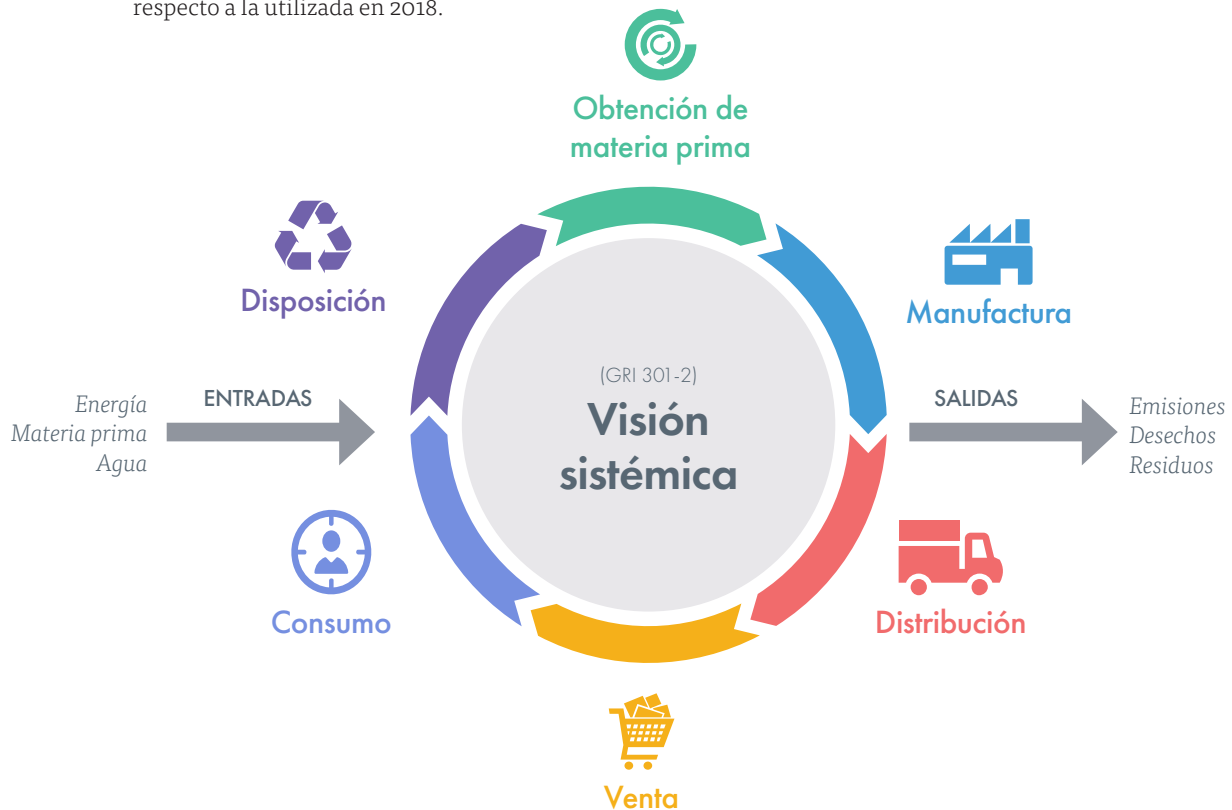 respecto a la utilizada en 2018.
Obtención de
materia prima
Disposición
Manufactura
(GRI 301-2)
Visión
sistémica
ENTRADAS
Energía
Materia prima
Agua
SALIDAS
Emisiones
Desechos
Residuos
Consumo
Distribución
Venta